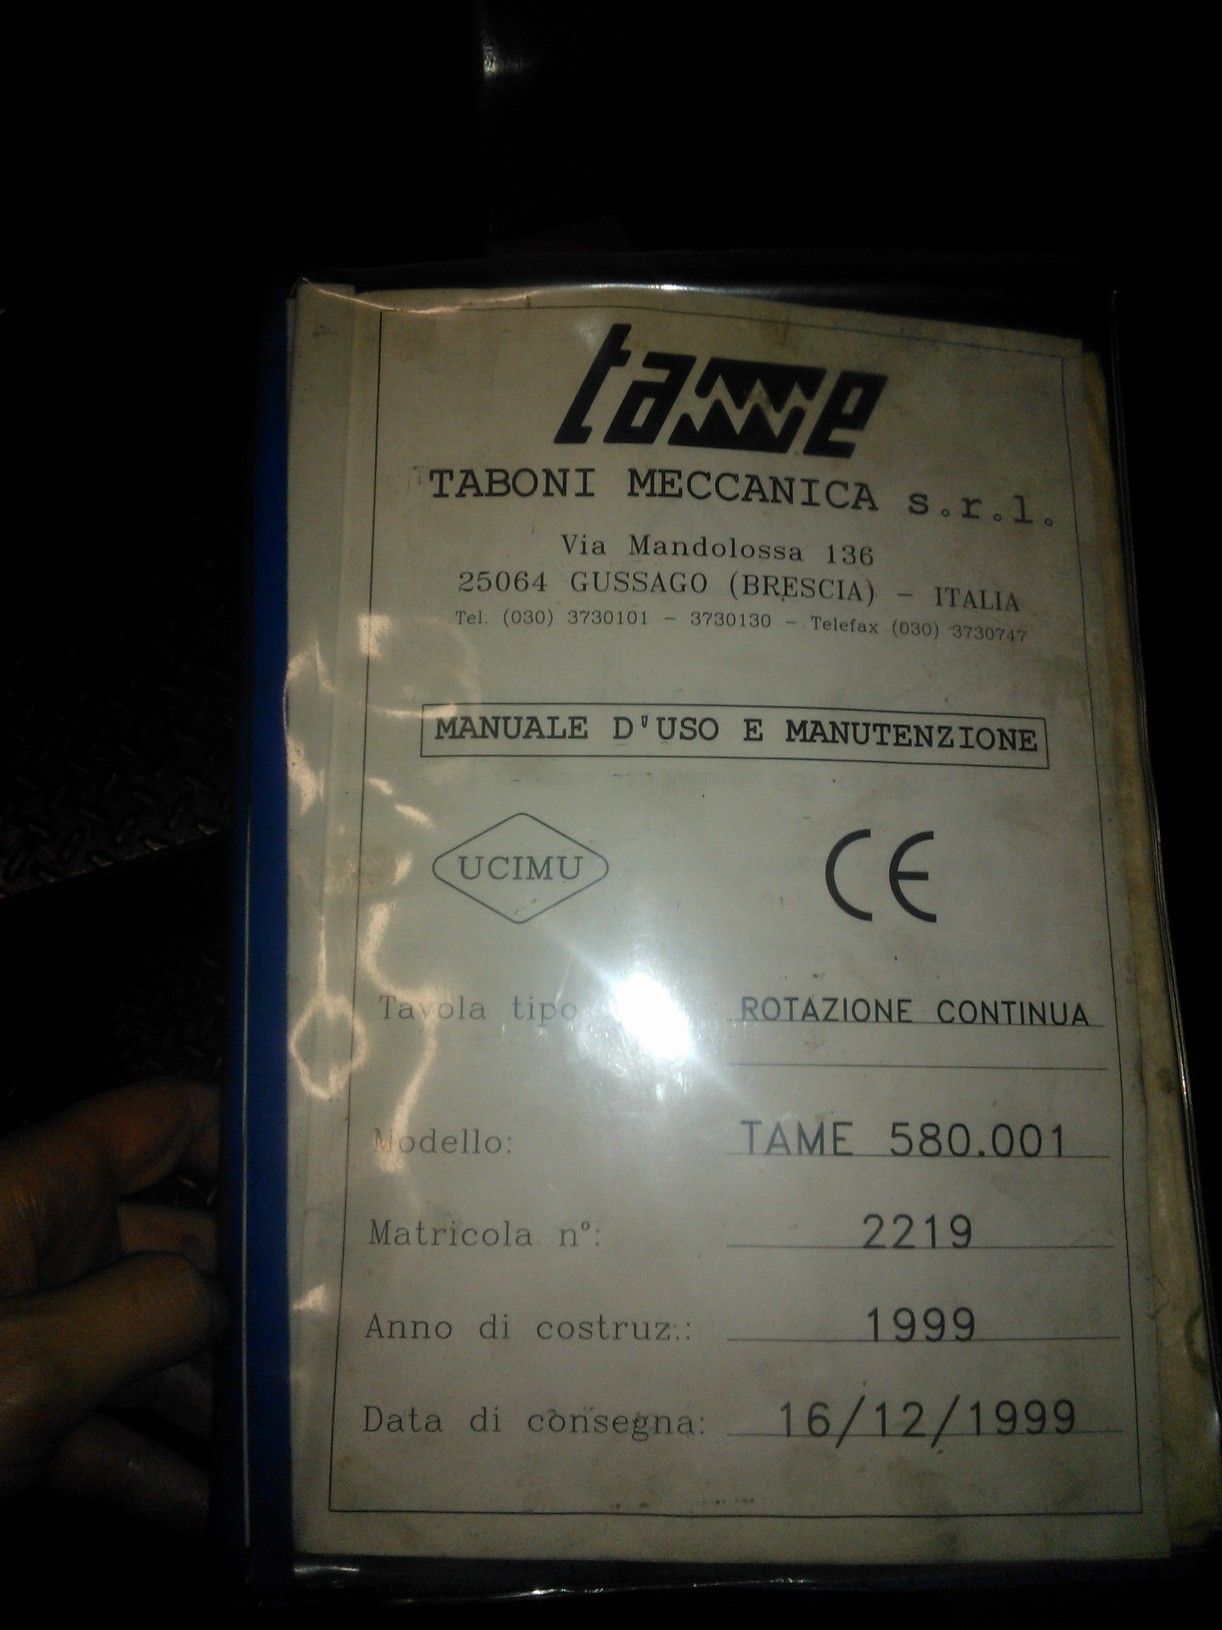 tame
TABONI MECCANICA s.r.l.
Via Mandolossa 136
25064 GUSSAGO (BRESCIA) - ITALIA
Tel. (030) 3730101 - 3730130 - Telefax (030) 3730747
MANUALE D'USO E MANUTENZIONE
UCIMU CE
Tavola tipo ROTAZIONE CONTINUA
Modello: TAME 580.001
Matricola n°: 2219
Anno di costruz.: 1999
Data di consegna: 16/12/1999